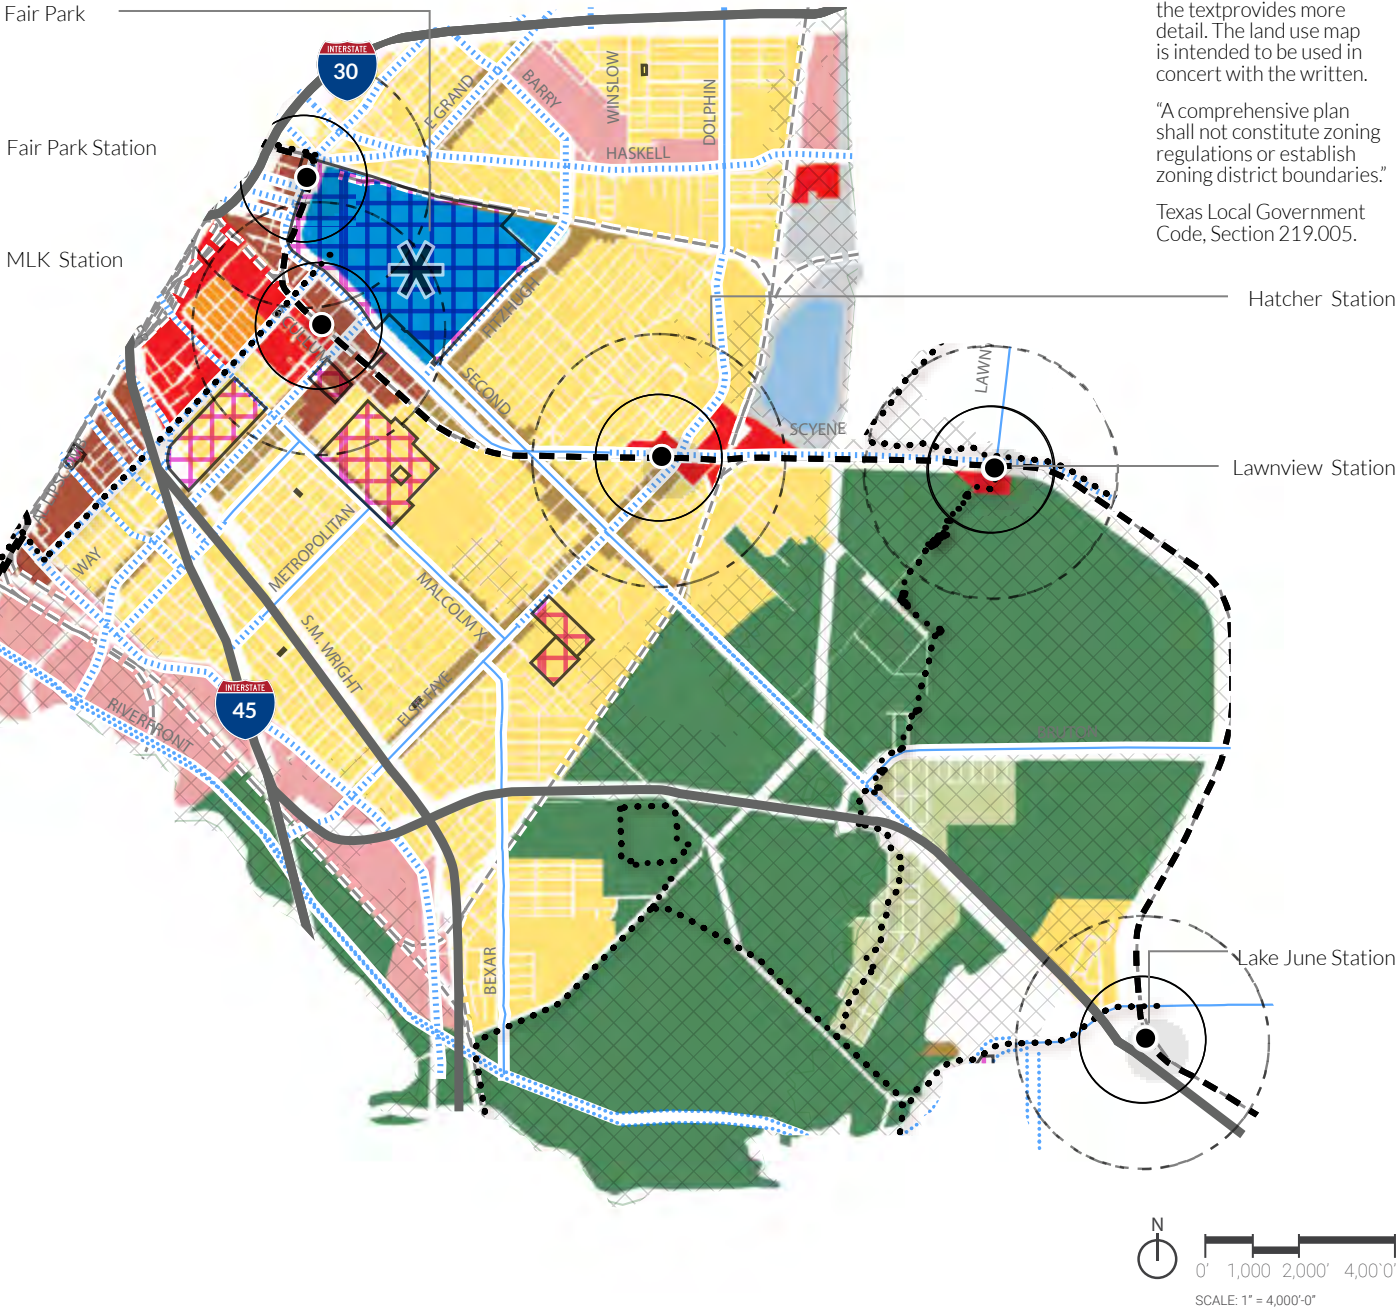 Fair Park
the textprovides more
detail. The land use map
is intended to be used in
concert with the written.
“A comprehensive plan
shall not constitute zoning
regulations or establish
zoning district boundaries.”
Texas Local Government
Code, Section 219.005.
INTERSTATE
30
E GRAND
BARRY
WINSLOW
DOLPHIN
HASKELL
Fair Park Station
MLK Station
Hatcher Station
FITZHUGH
SECOND
SCYENE
LAWN
Lawnview Station
WAY
METROPOLITAN
MALCOLM X
S.M. WRIGHT
ELSIE FAYE
INTERSTATE
45
RIVERFRONT
BEXAR
Lake June Station
N
0' 1,000 2,000' 4,00`0'
SCALE: 1" = 4,000'-0"